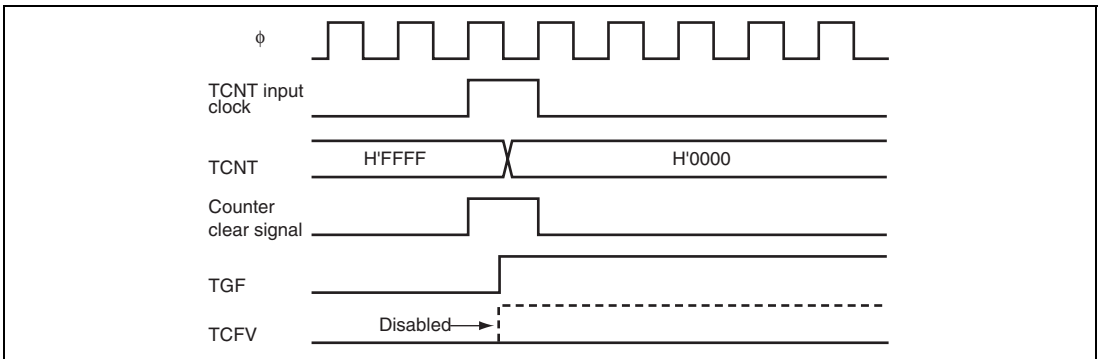 ϕ
TCNT input
clock
TCNT
H'FFFF
H'0000
Counter
clear signal
TGF
Disabled
TCFV